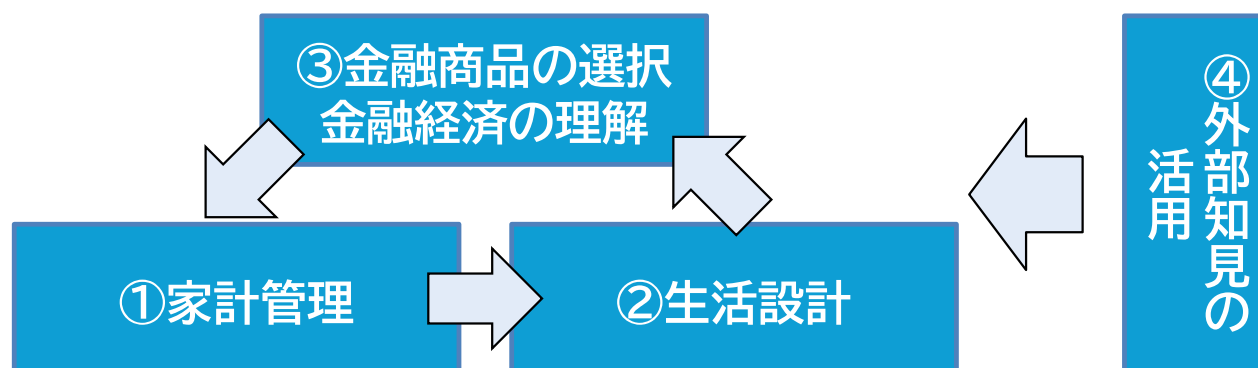 ③金融商品の選択
金融経済の理解
①家計管理
②生活設計
④外部知見の
活用